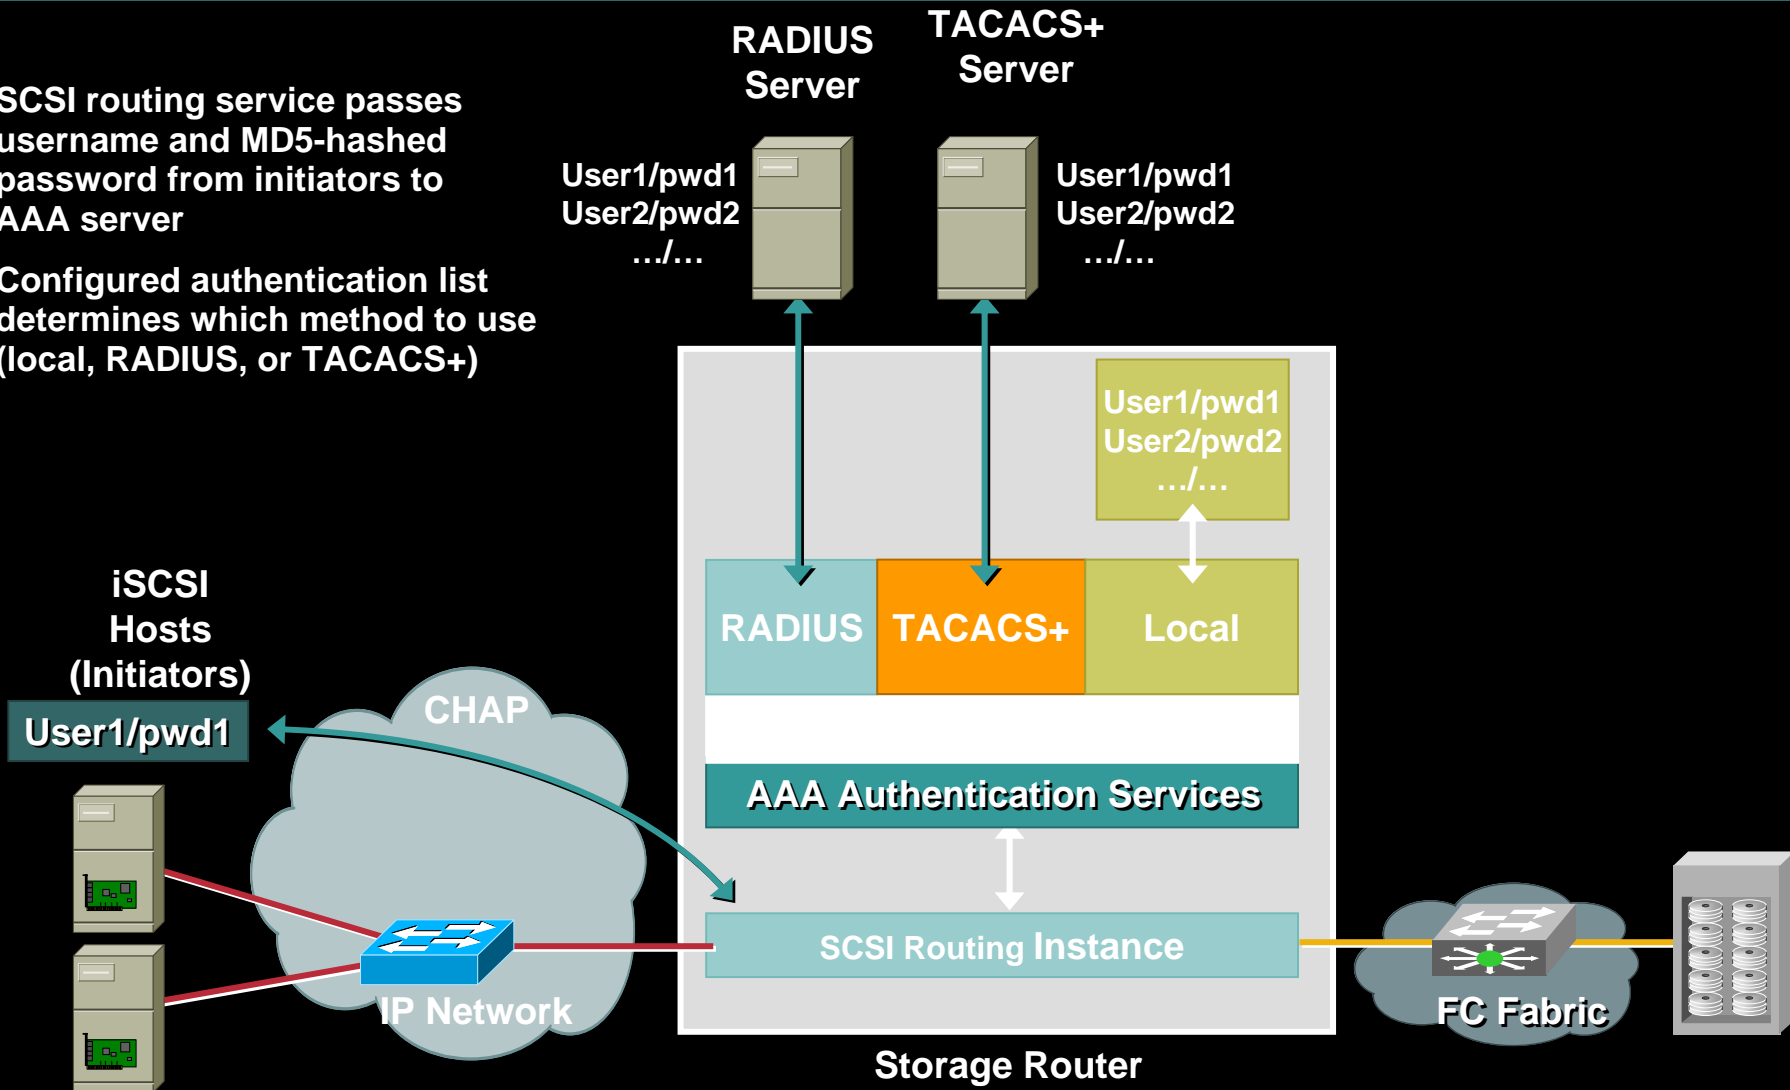 RADIUS
Server
TACACS+
Server
SCSI routing service passes
username and MD5-hashed
password from initiators to
AAA server
Configured authentication list
determines which method to use
(local, RADIUS, or TACACS+)
User1/pwd1
User2/pwd2
…/…
User1/pwd1
User2/pwd2
…/…
User1/pwd1
User2/pwd2
…/…
RADIUS
TACACS+
Local
iSCSI
Hosts
(Initiators)
User1/pwd1
CHAP
AAA Authentication Services
SCSI Routing Instance
IP Network
FC Fabric
Storage Router